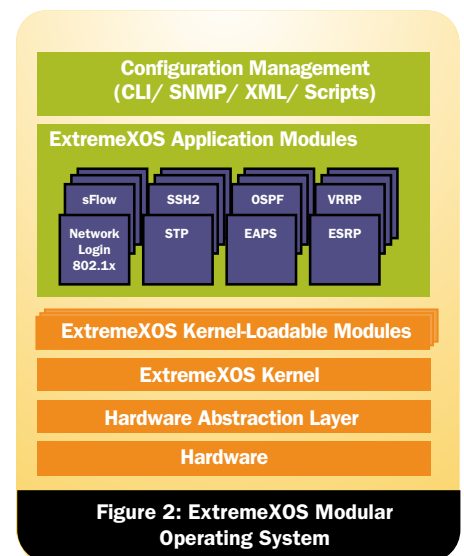 Configuration Management
(CLI/ SNMP/ XML/ Scripts)
ExtremeXOS Application Modules
sFlow
SSH2
OSPF
VRRP
Network
Login
802.1x
STP
EAPS
ESRP
ExtremeXOS Kernel-Loadable Modules
ExtremeXOS Kernel
Hardware Abstraction Layer
Hardware
Figure 2: ExtremeXOS Modular
Operating System